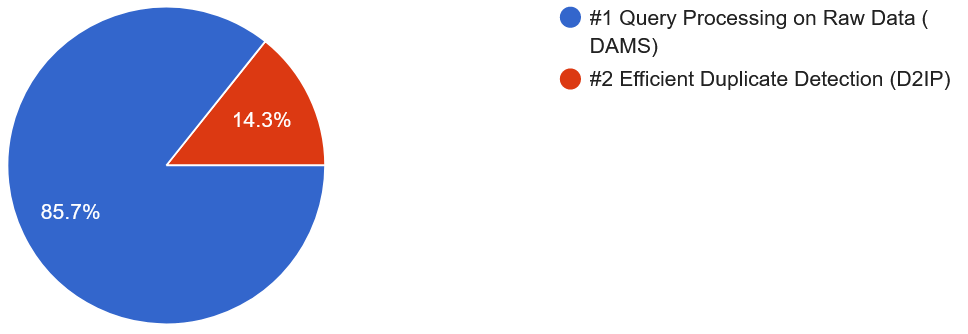 #1 Query Processing on Raw Data (
DAMS)
#2 Efficient Duplicate Detection (D2IP)
14.3%
85.7%